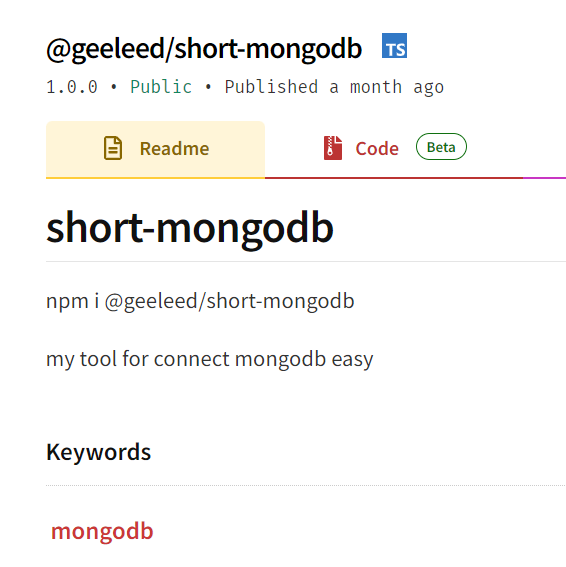 @geeleed/short-mongodb TS
1.0.0 • Public • Published a month ago
Readme Code Beta
short-mongodb
npm i @geeleed/short-mongodb
my tool for connect mongodb easy
Keywords
mongodb